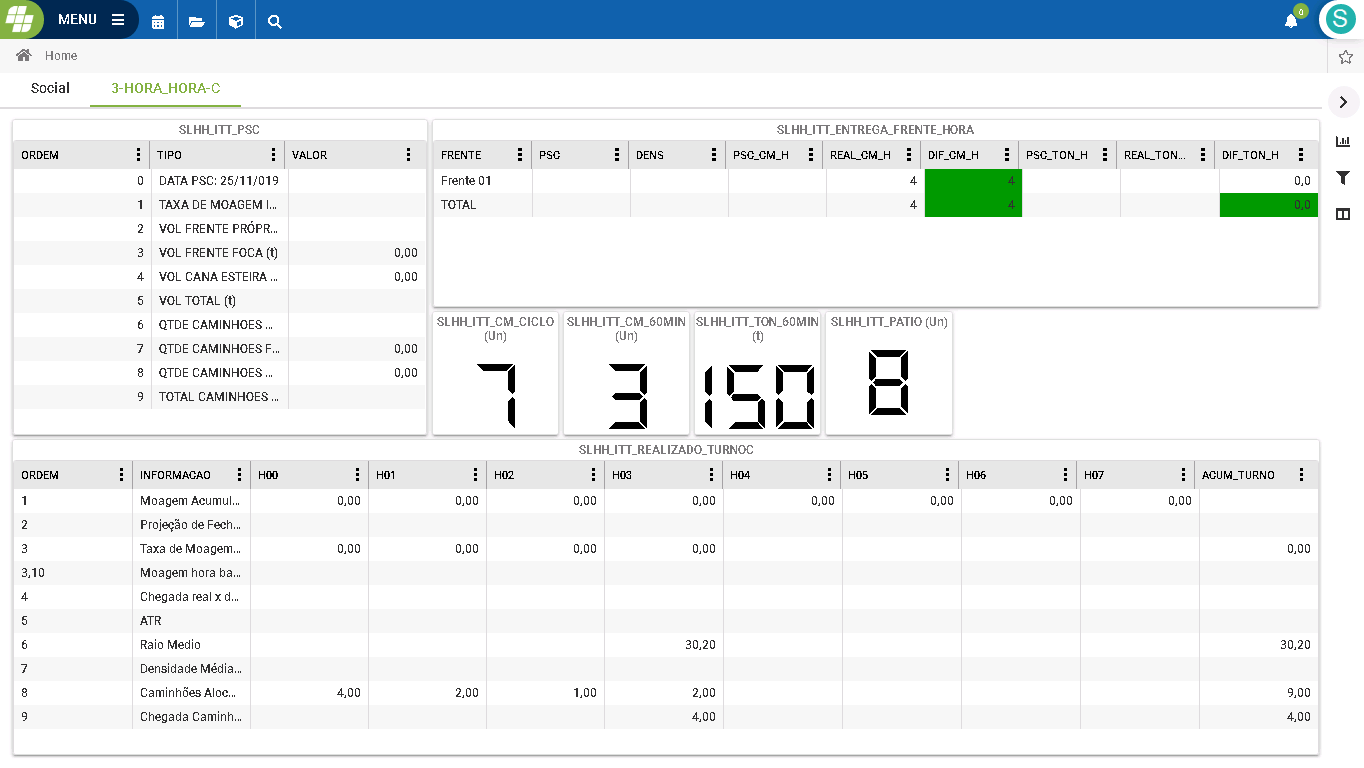 MENU
0
S
Home
Social 3-HORA_HORA-C
SLHH_ITT_PSC
ORDEM TIPO VALOR
0 DATA PSC: 25/11/019
1 TAXA DE MOAGEM I...
2 VOL FRENTE PRÓPR...
3 VOL FRENTE FOCA (t) 0,00
4 VOL CANA ESTEIRA ... 0,00
5 VOL TOTAL (t)
6 QTDE CAMINHOES ...
7 QTDE CAMINHOES F... 0,00
8 QTDE CAMINHOES ... 0,00
9 TOTAL CAMINHOES ...
SLHH_ITT_ENTREGA_FRENTE_HORA
FRENTE PSC DENS PSC_CM_H REAL_CM_H DIF_CM_H PSC_TON_H REAL_TON... DIF_TON_H
Frente 01 4 4 0,0
TOTAL 4 4 0,0
SLHH_ITT_CM_CICLO
(Un)
7
SLHH_ITT_CM_60MIN
(Un)
3
SLHH_ITT_TON_60MIN
(t)
150
SLHH_ITT_PATIO (Un)
8
SLHH_ITT_REALIZADO_TURNOC
ORDEM INFORMACAO H00 H01 H02 H03 H04 H05 H06 H07 ACUM_TURNO
1 Moagem Acumul... 0,00 0,00 0,00 0,00 0,00 0,00 0,00 0,00
2 Projeção de Fech...
3 Taxa de Moagem... 0,00 0,00 0,00 0,00 0,00
3,10 Moagem hora ba...
4 Chegada real x d...
5 ATR
6 Raio Medio 30,20 30,20
7 Densidade Média...
8 Caminhões Aloc... 4,00 2,00 1,00 2,00 9,00
9 Chegada Caminh... 4,00 4,00